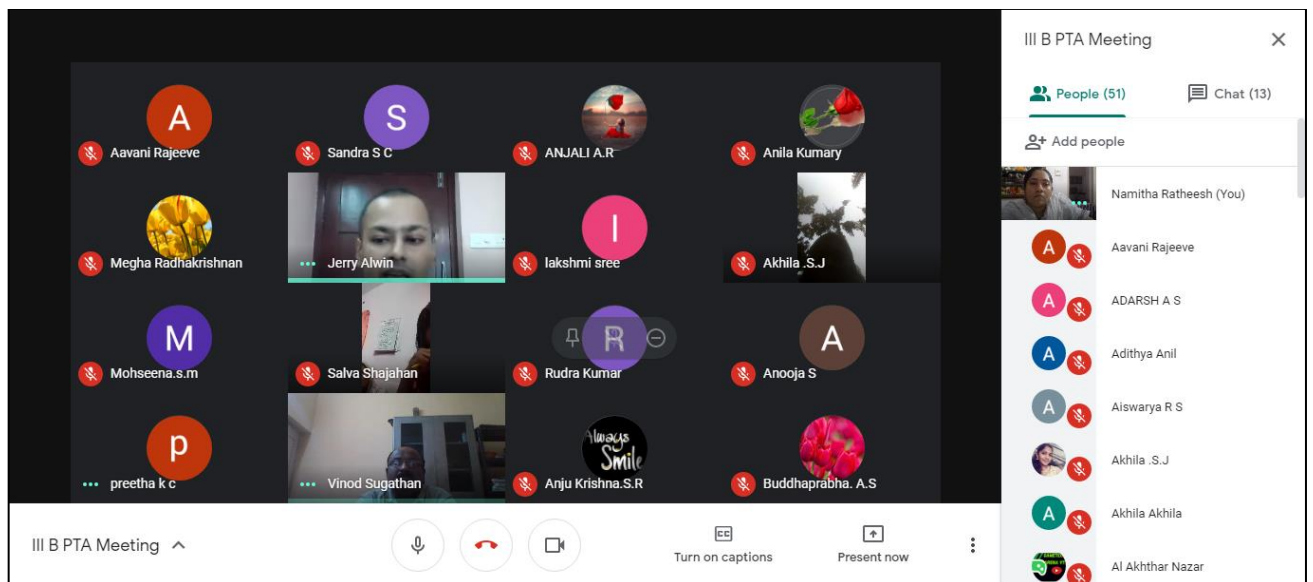 A
Aavani Rajeeve
S
Sandra S C
ANJALI A.R
Anila Kumary
Megha Radhakrishnan
Jerry Alwin
I
lakshmi sree
Akhila .S.J
M
Mohseena.s.m
Salva Shajahan
R
Rudra Kumar
A
Anooja S
p
preetha k c
Vinod Sugathan
Always
Smile
Anju Krishna.S.R
Buddhaprabha. A.S
III B PTA Meeting
Turn on captions
CC
Present now
III B PTA Meeting
People (51)
Chat (13)
Add people
Namitha Ratheesh (You)
A
Aavani Rajeeve
A
ADARSH A S
A
Adithya Anil
A
Aiswarya R S
Akhila .S.J
A
Akhila Akhila
Al Akhthar Nazar